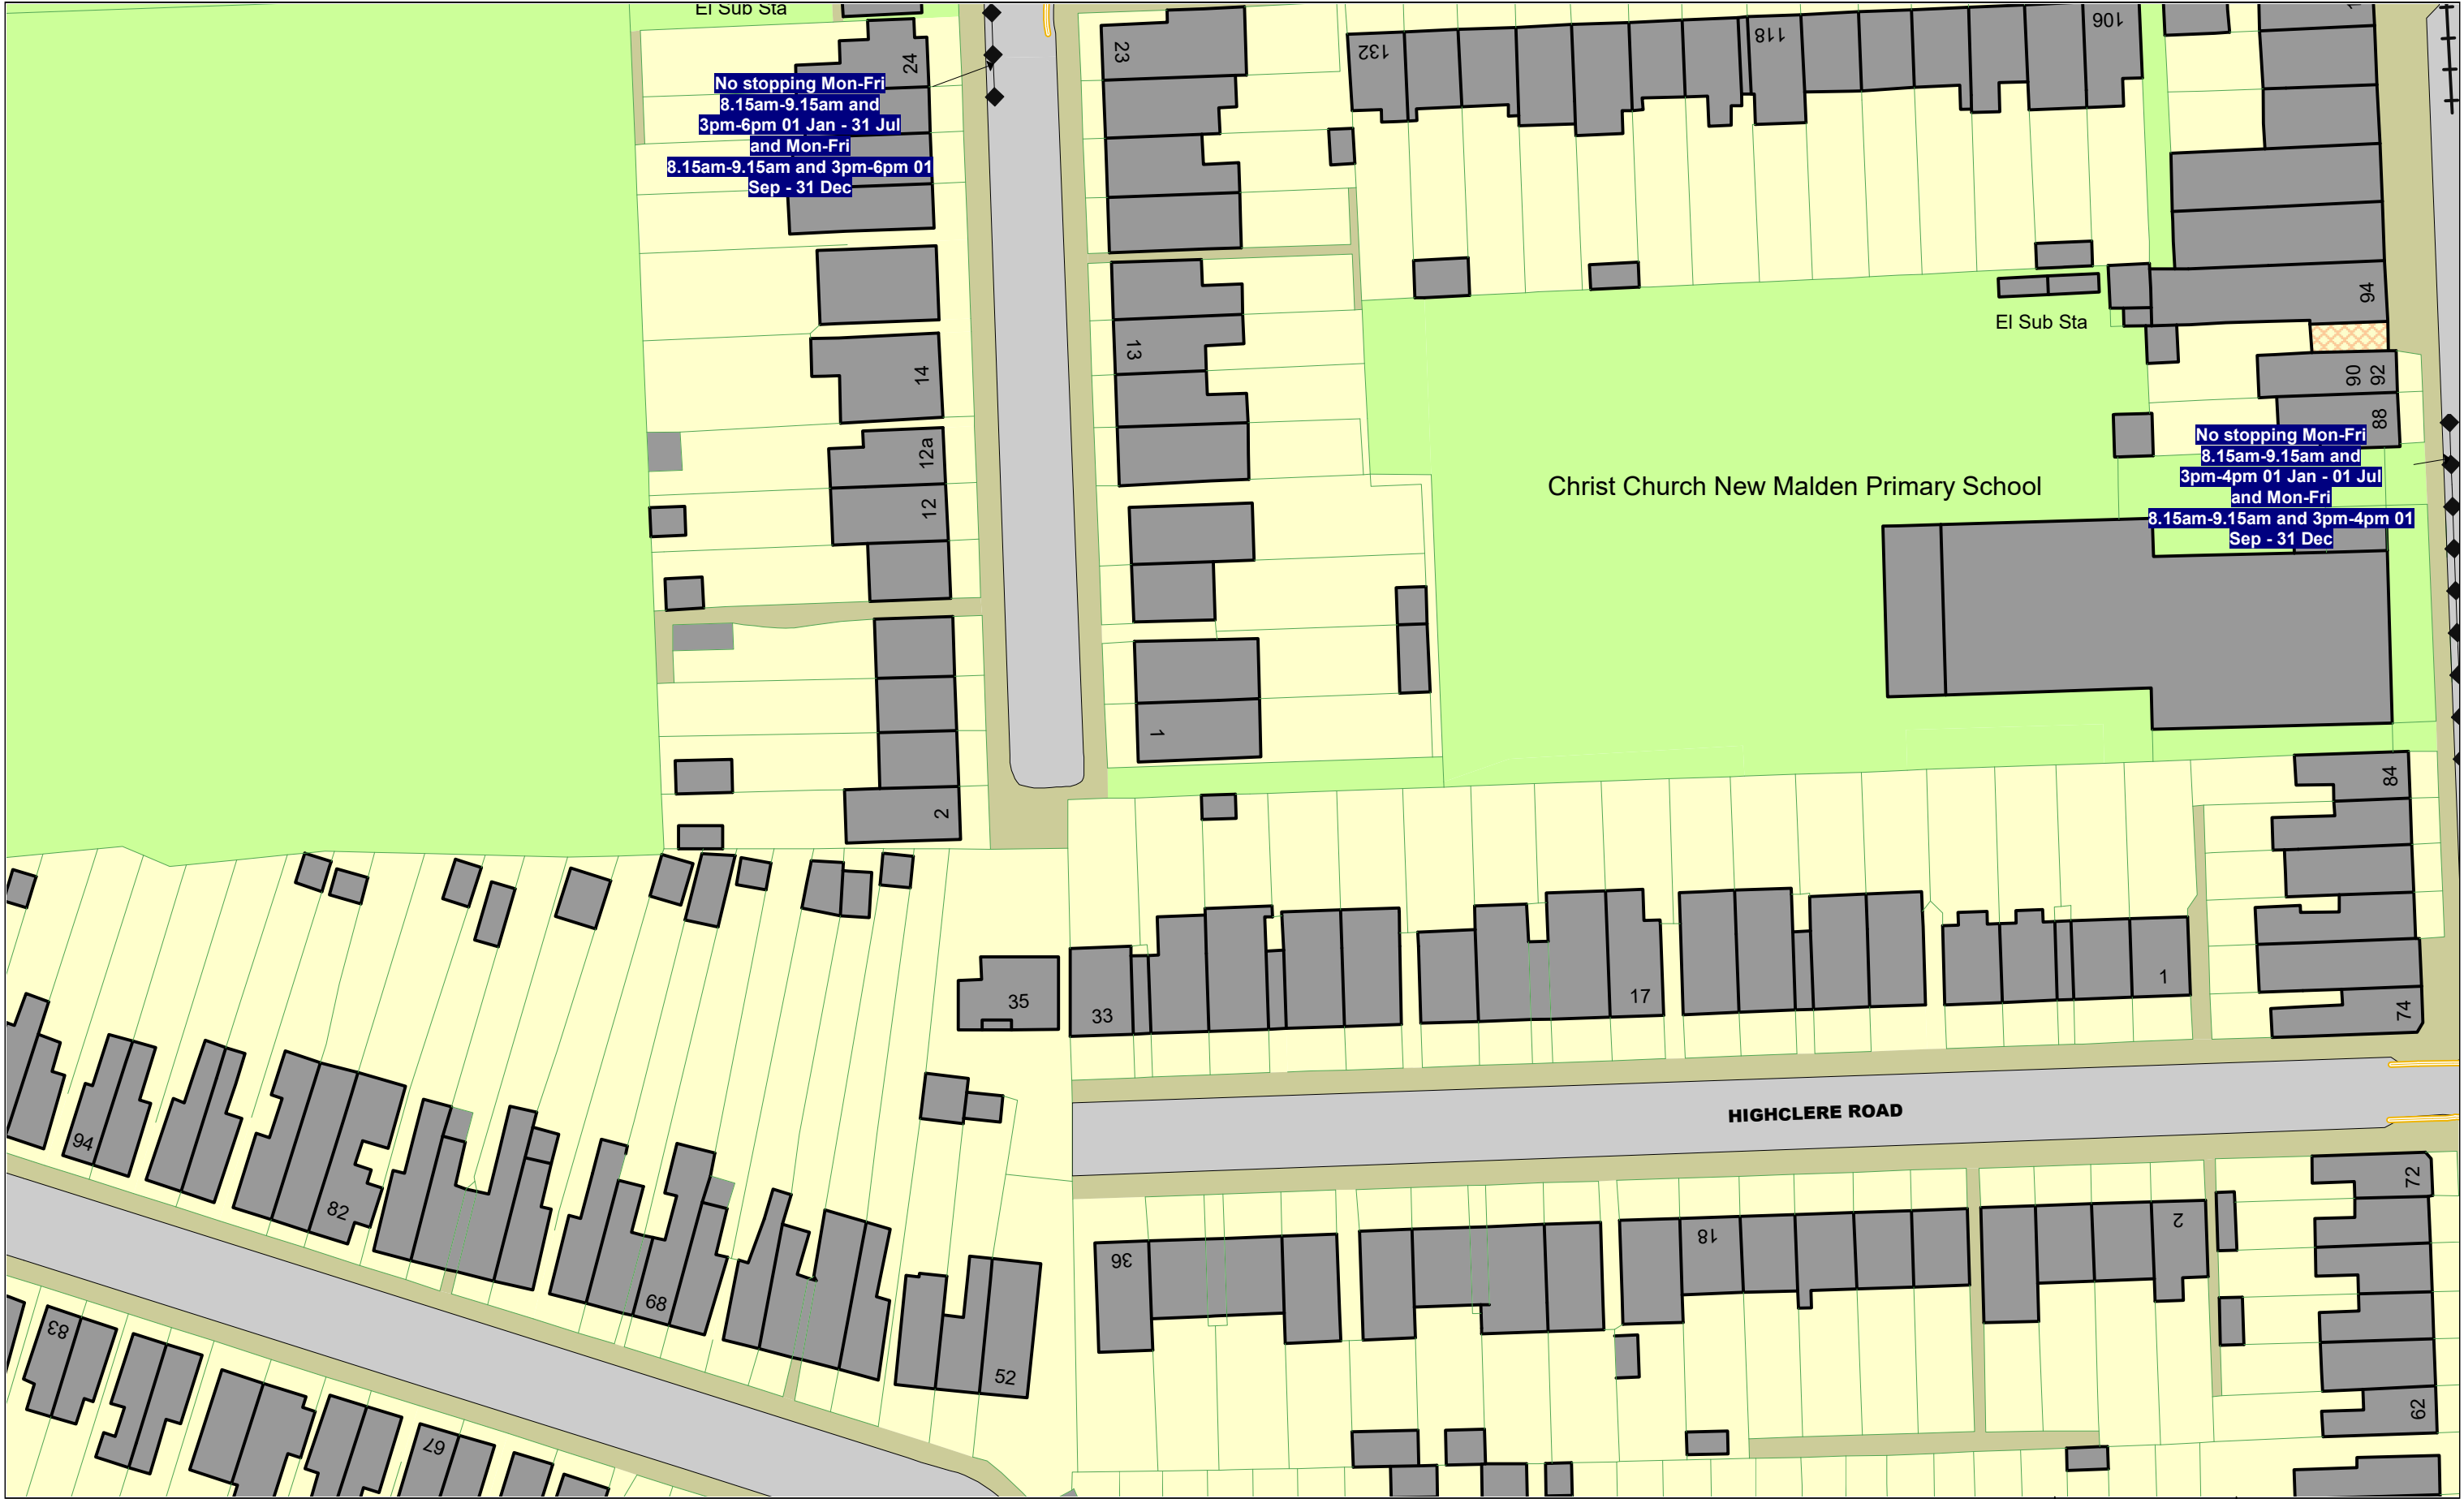 El Sub Sta
24
No stopping Mon-Fri
8.15am-9.15am and
3pm-6pm 01 Jan - 31 Jul
and Mon-Fri
8.15am-9.15am and 3pm-6pm 01
Sep - 31 Dec
23
132
118
106
94
El Sub Sta
13
14
90
92
88
12a
12
No stopping Mon-Fri
8.15am-9.15am and
3pm-4pm 01 Jan - 01 Jul
and Mon-Fri
8.15am-9.15am and 3pm-4pm 01
Sep - 31 Dec
Christ Church New Malden Primary School
1
2
84
35
33
17
1
74
HIGHCLERE ROAD
94
82
72
2
18
36
68
52
62
83
67